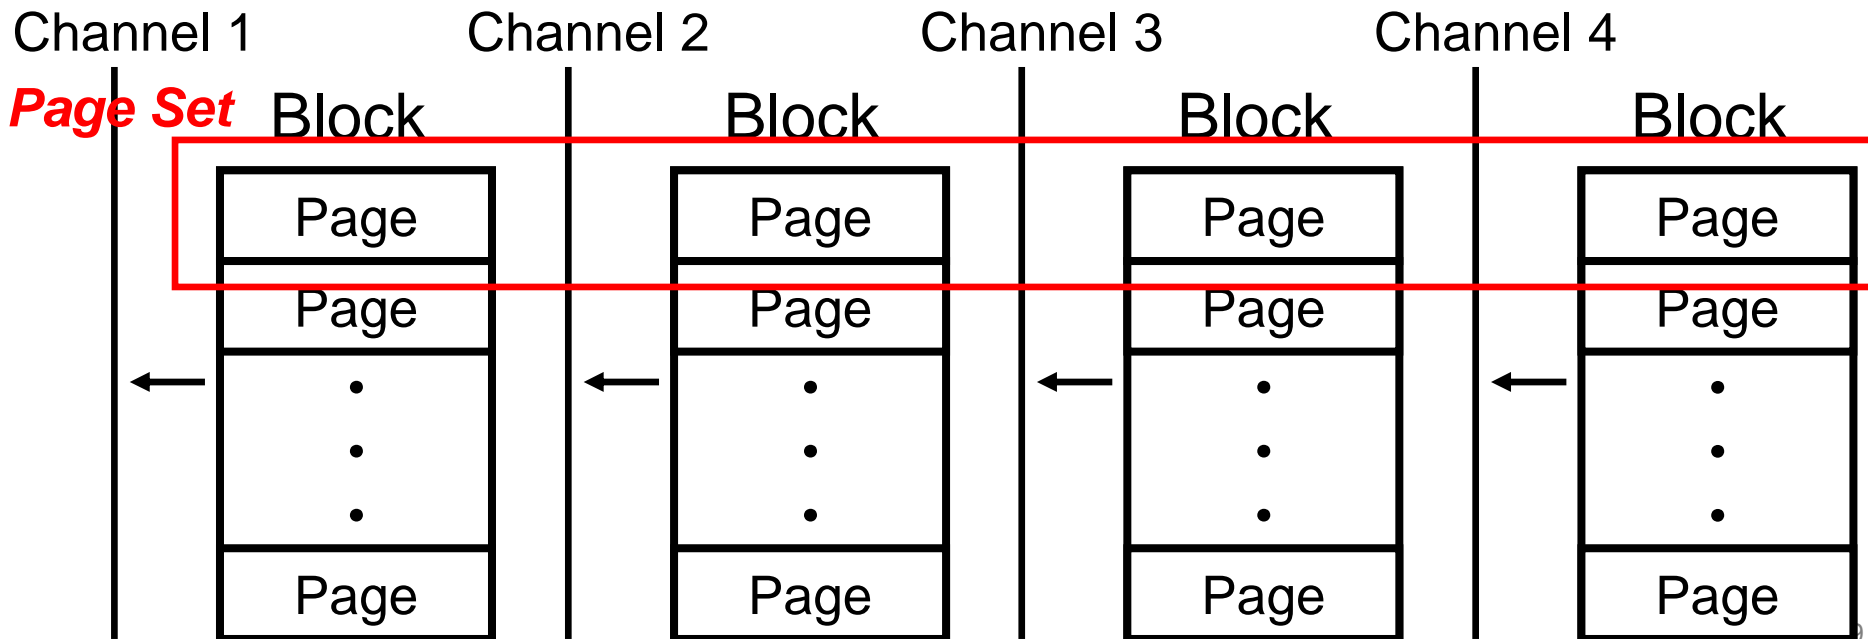 Channel 1 Channel 2 Channel 3 Channel 4
Page Set Block Block Block Block
Page Page Page Page
Page Page Page Page
Page Page Page Page